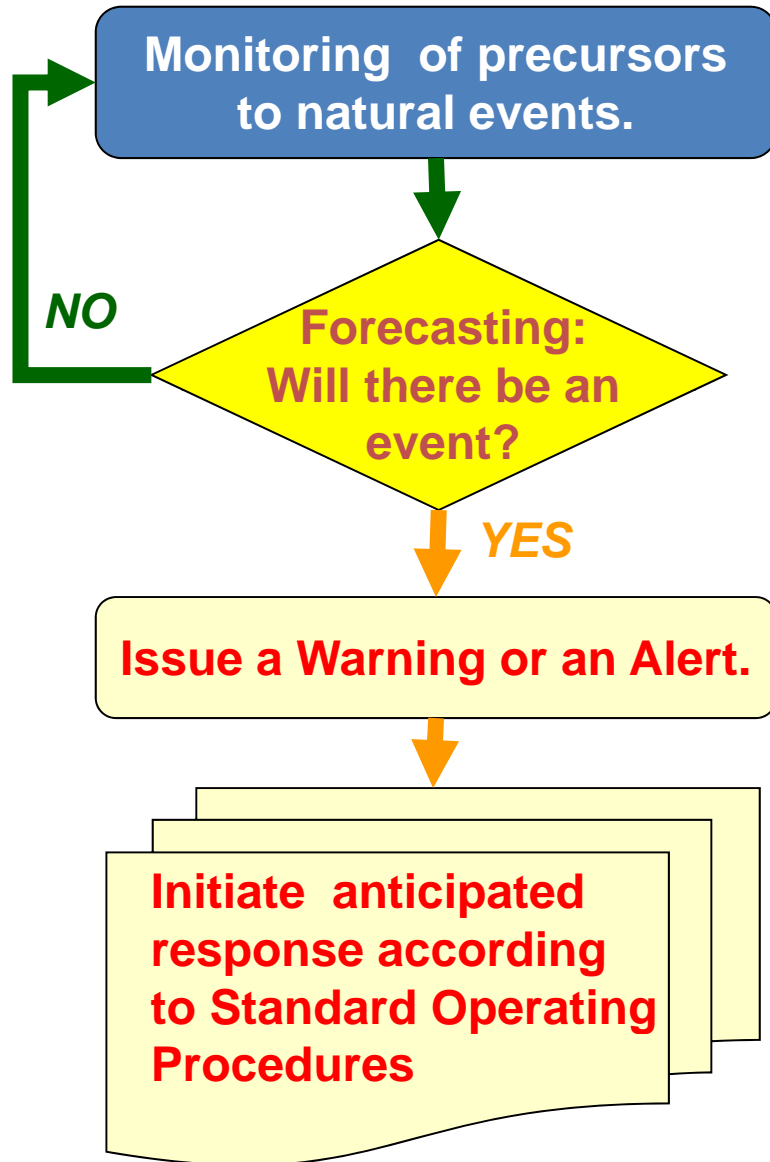 Monitoring of precursors
to natural events.
NO
Forecasting:
Will there be an
event?
YES
Issue a Warning or an Alert.
Initiate anticipated
response according
to Standard Operating
Procedures